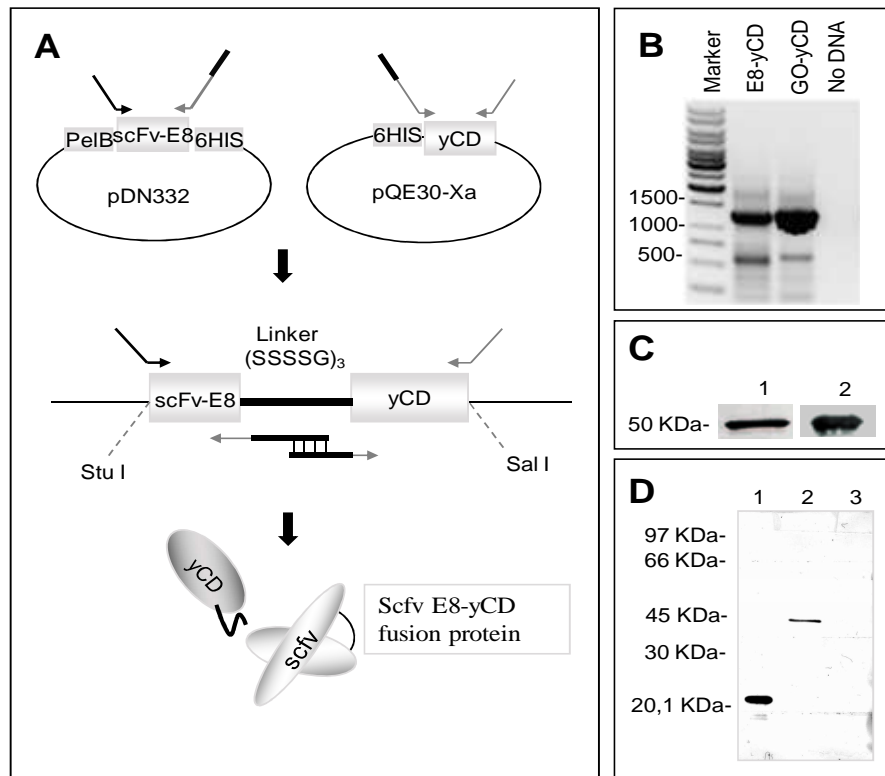 A
PelB
scFv-E8
6HIS
pDN332
6HIS
yCD
pQE30-Xa
Linker
(SSSSG)₃
scFv-E8
yCD
Stu I
Sal I
yCD
scfv
Scfv E8-yCD
fusion protein
B
Marker
E8-yCD
GO-yCD
No DNA
1500-
1000-
500-
C
1 2
50 KDa-
D
1 2 3
97 KDa-
66 KDa-
45 KDa-
30 KDa-
20,1 KDa-